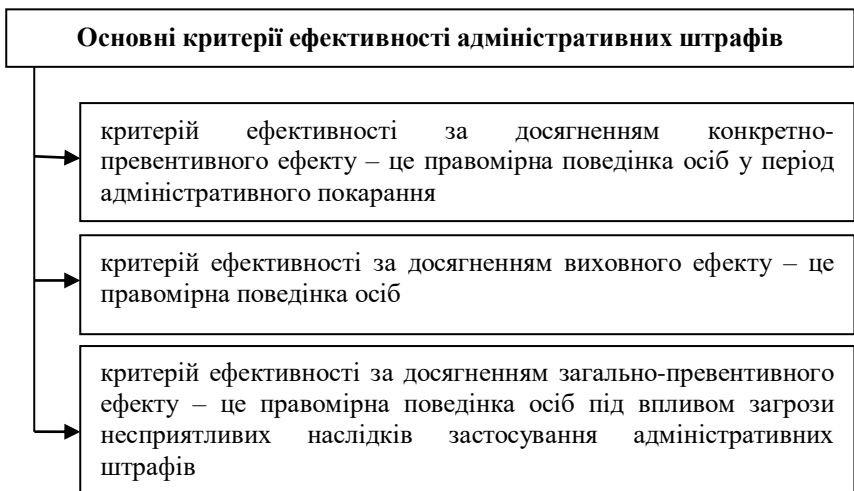 Основні критерії ефективності адміністративних штрафів
критерій ефективності за досягненням конкретно-
превентивного ефекту – це правомірна поведінка осіб у період
адміністративного покарання
критерій ефективності за досягненням виховного ефекту – це
правомірна поведінка осіб
критерій ефективності за досягненням загально-превентивного
ефекту – це правомірна поведінка осіб під впливом загрози
несприятливих наслідків застосування адміністративних
штрафів